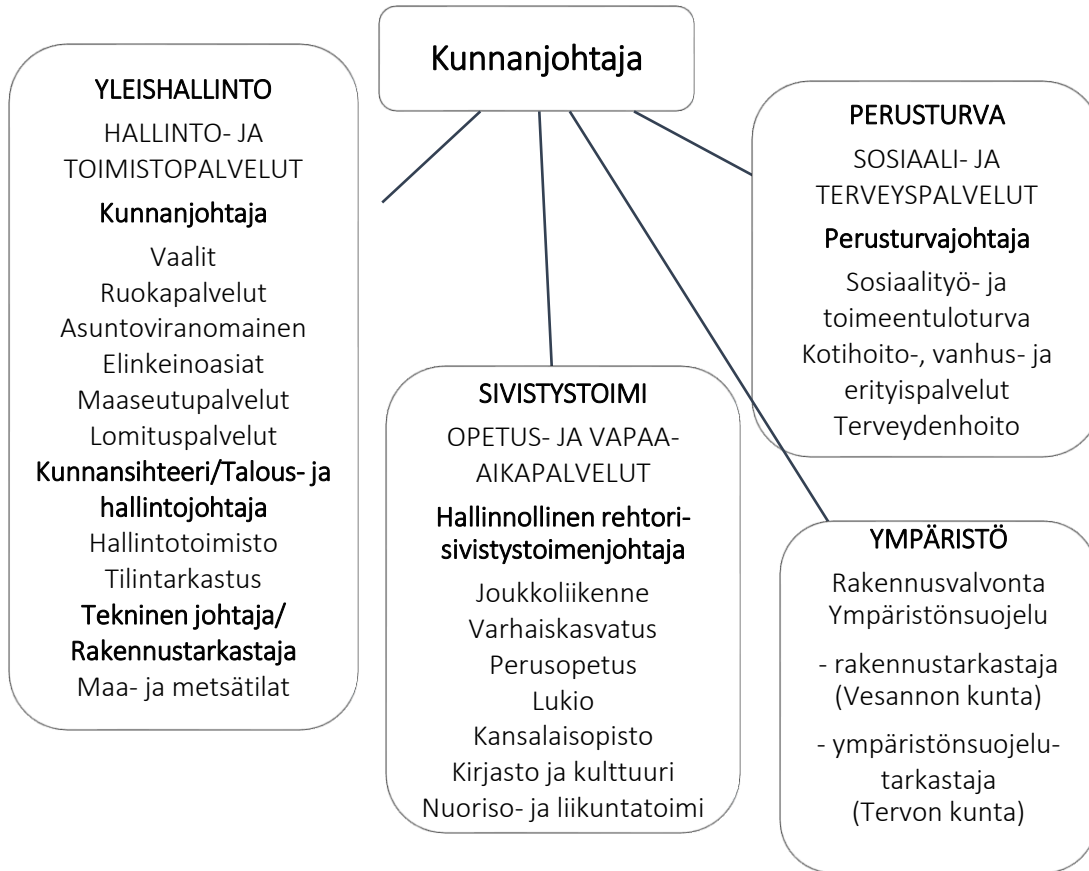 Kunnanjohtaja
YLEISHALLINTO
HALLINTO- JA
TOIMISTOPALVELUT
Kunnanjohtaja
Vaalit
Ruokapalvelut
Asuntoviranomainen
Elinkeinoasiat
Maaseutupalvelut
Lomituspalvelut
Kunnansihteeri/Talous- ja
hallintojohtaja
Hallintotoimisto
Tilintarkastus
Tekninen johtaja/
Rakennustarkastaja
Maa- ja metsätilat
SIVISTYSTOIMI
OPETUS- JA VAPAA-
AIKAPALVELUT
Hallinnollinen rehtori-
sivistystoimenjohtaja
Joukkoliikenne
Varhaiskasvatus
Perusopetus
Lukio
Kansalaisopisto
Kirjasto ja kulttuuri
Nuoriso- ja liikuntatoimi
PERUSTURVA
SOSIAALI- JA
TERVEYSPALVELUT
Perusturvajohtaja
Sosiaalityö- ja
toimeentuloturva
Kotihoito-, vanhus- ja
erityispalvelut
Terveydenhoito
YMPÄRISTÖ
Rakennusvalvonta
Ympäristönsuojelu
- rakennustarkastaja
(Vesannon kunta)
- ympäristönsuojelu-
tarkastaja
(Tervon kunta)